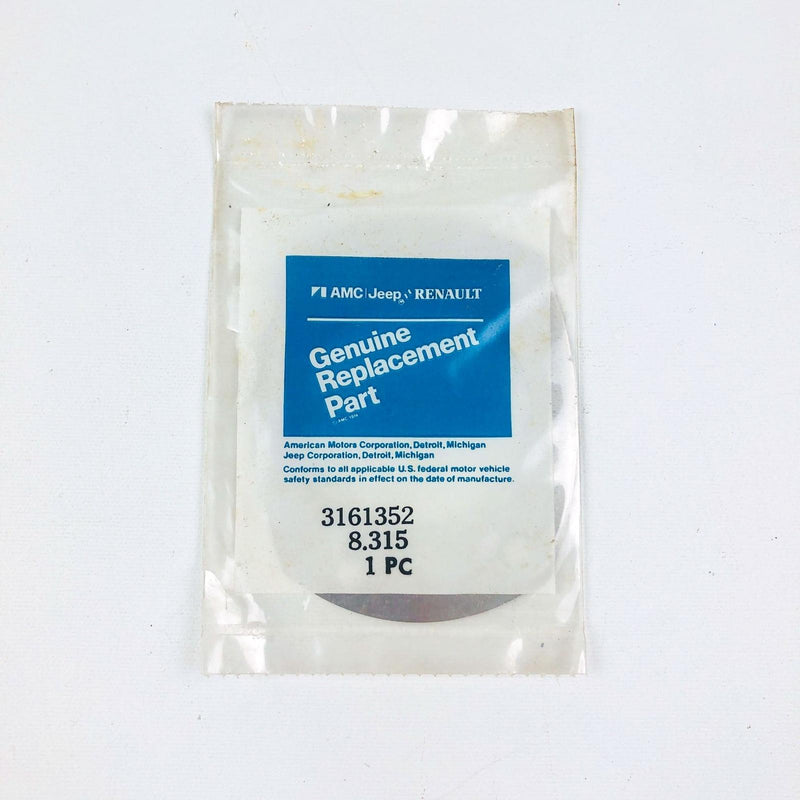 AMC Jeep® RENAULT
Genuine
Replacement
Part
American Motors Corporation, Detroit, Michigan
Jeep Corporation, Detroit, Michigan
Conforms to all applicable U.S. federal motor vehicle
safety standards in effect on the date of manufacture.
3161352
8.315
1 PC